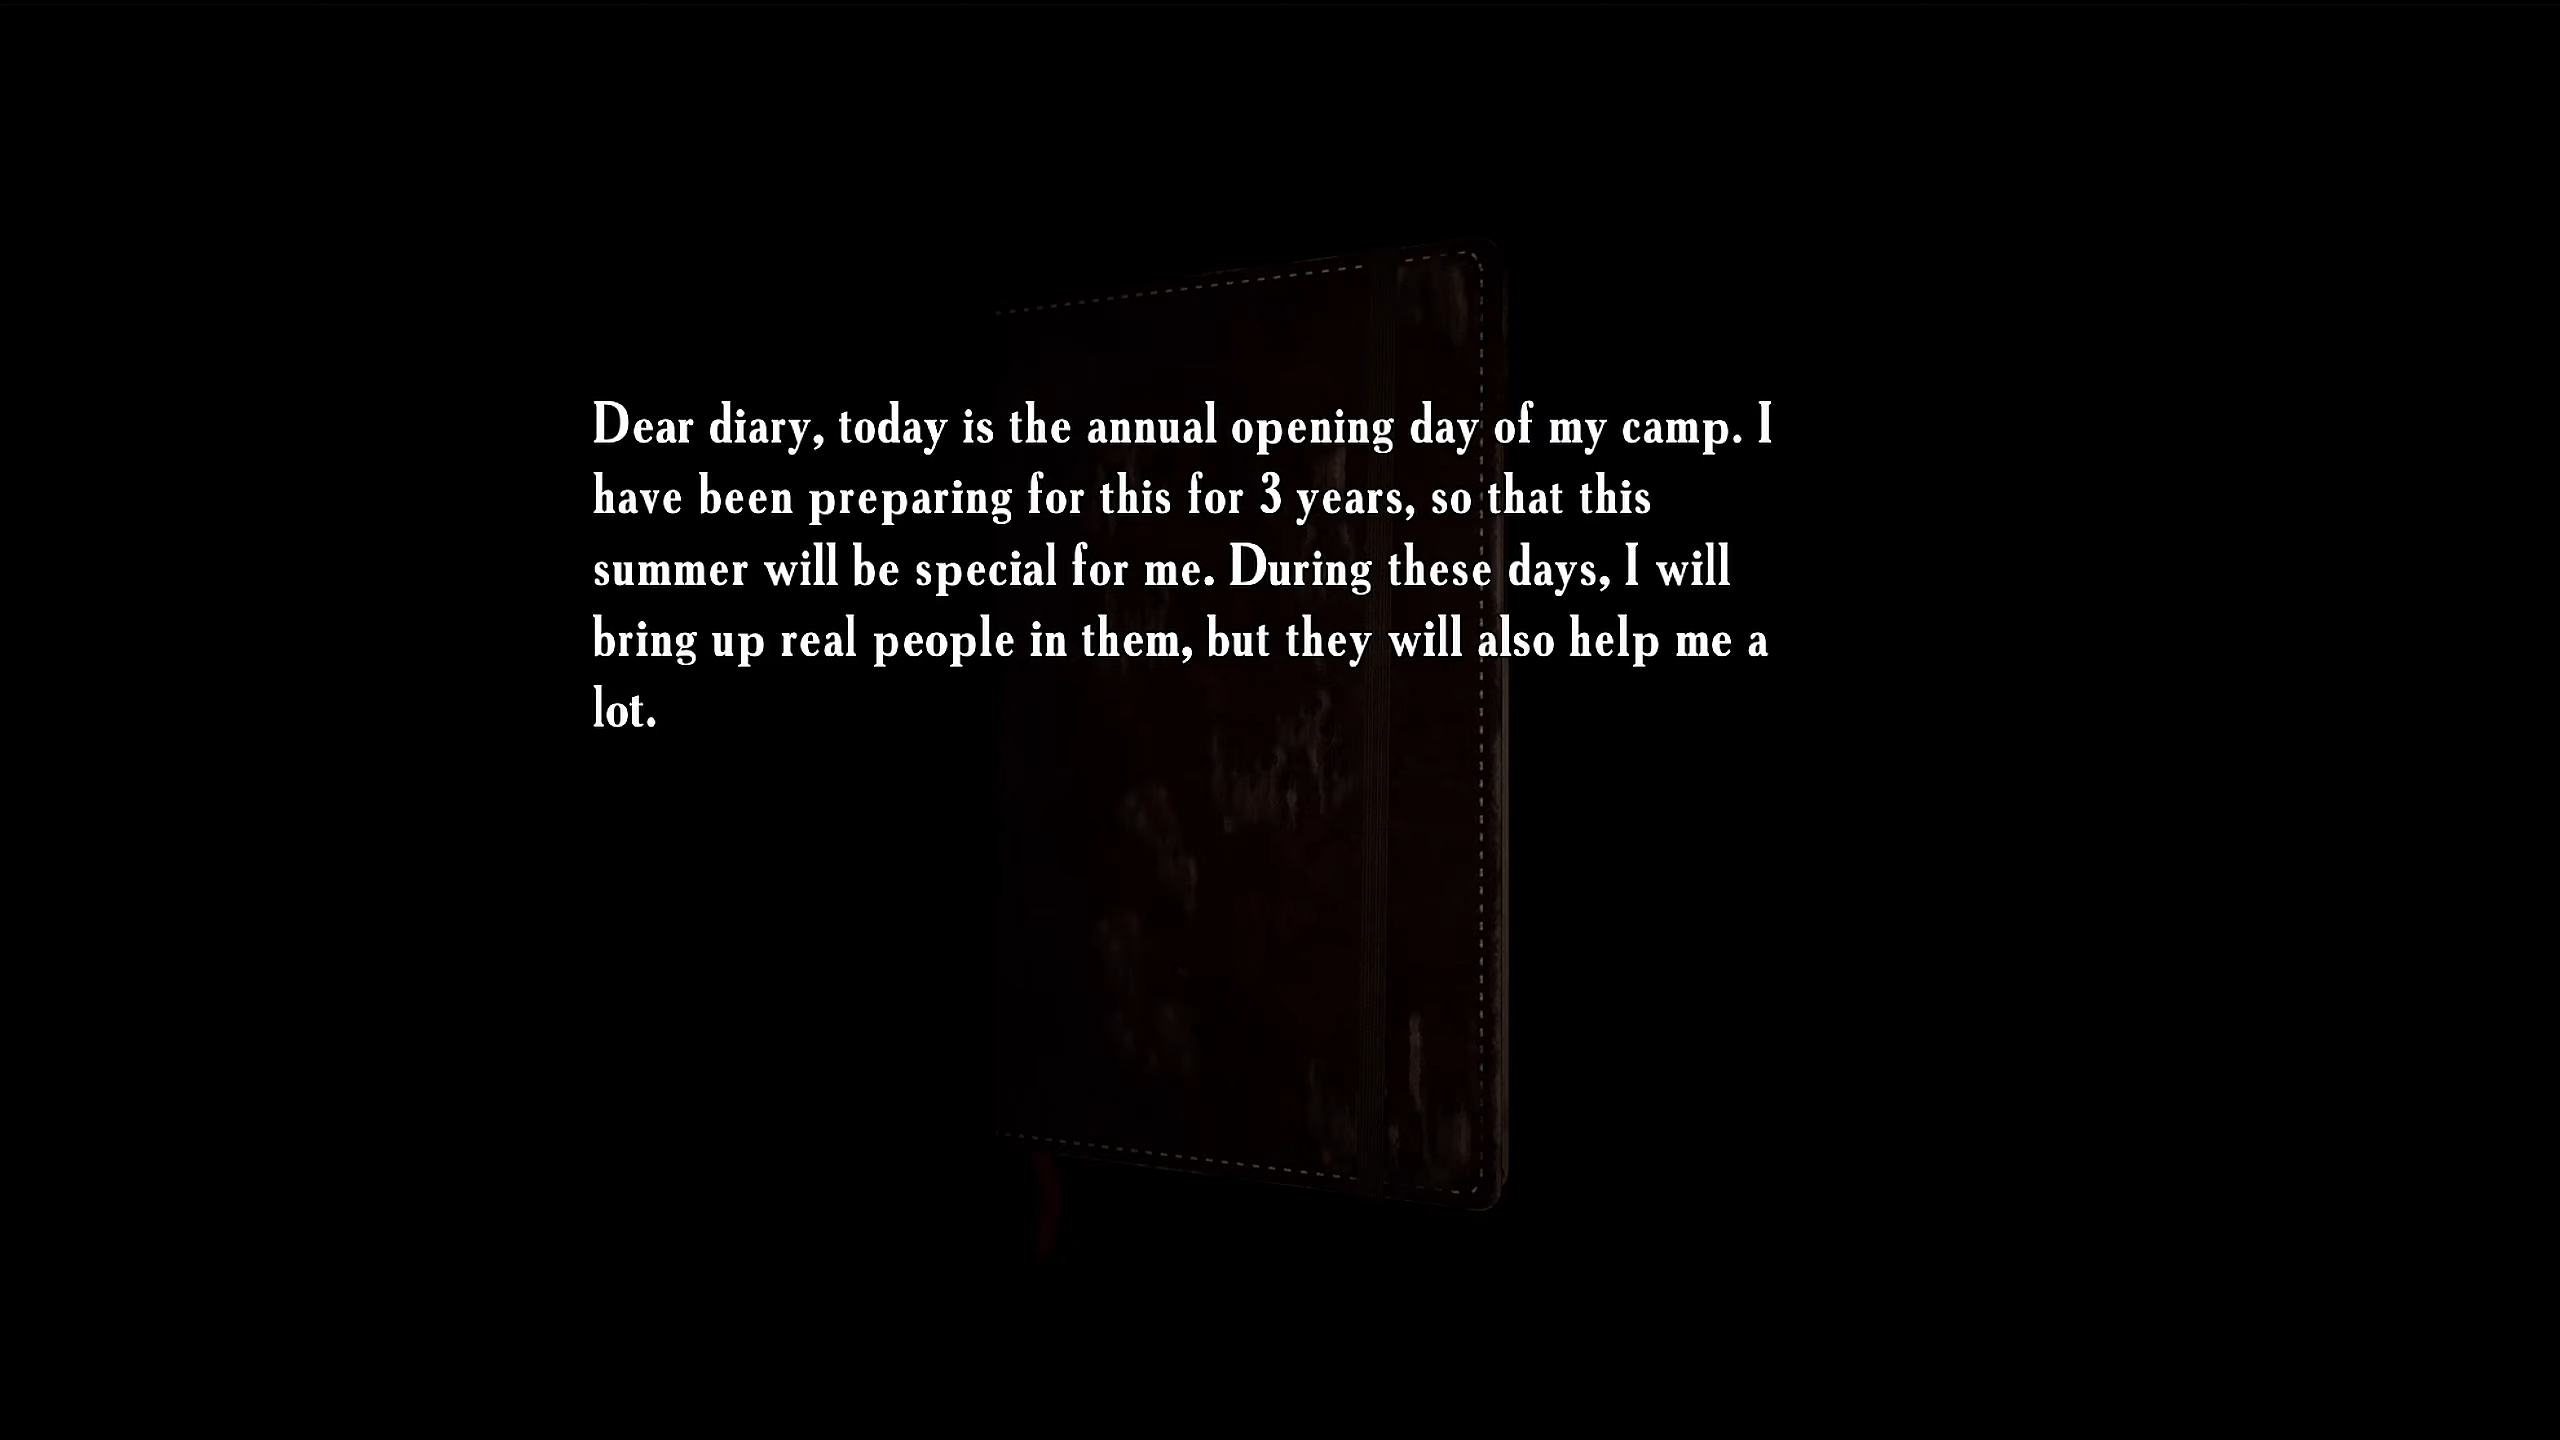 Dear diary, today is the annual opening day of my camp. I
have been preparing for this for 3 years, so that this
summer will be special for me. During these days, I will
bring up real people in them, but they will also help me a
lot.